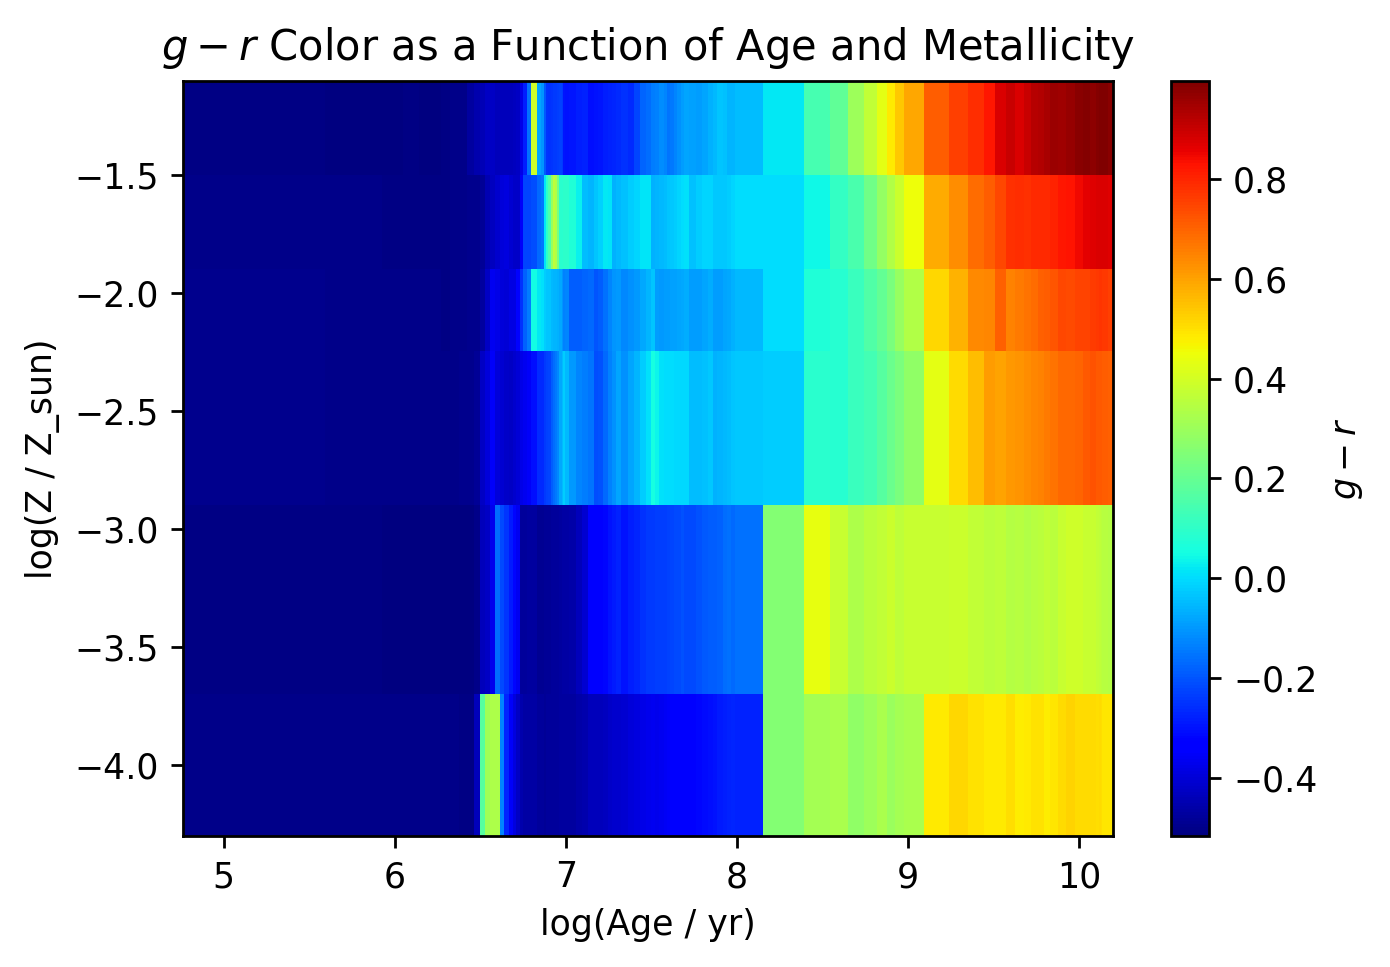 g − r Color as a Function of Age and Metallicity
log(Z / Z_sun)
−1.5
−2.0
−2.5
−3.0
−3.5
−4.0
5 6 7 8 9 10
log(Age / yr)
0.8
0.6
0.4
0.2
0.0
−0.2
−0.4
g − r